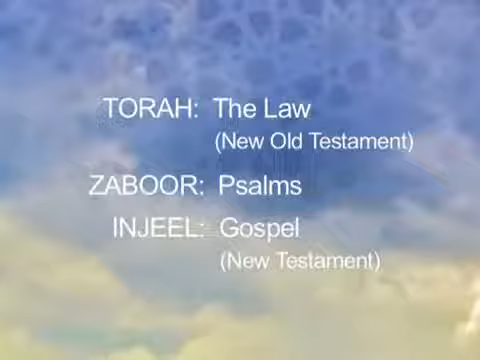 TORAH: The Law
(New Old Testament)
ZABOOR: Psalms
INJEEL: Gospel
(New Testament)